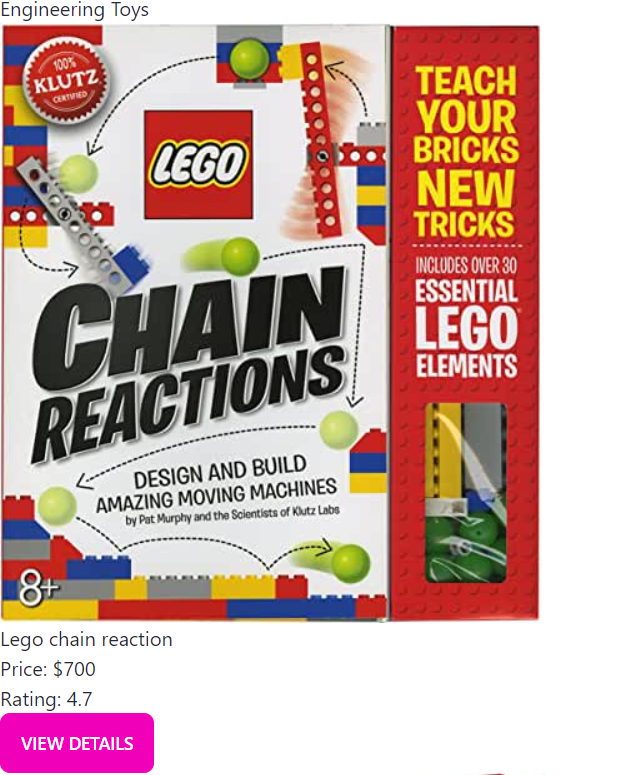 Engineering Toys
100%
KLUTZ
CERTIFIED
LEGO
CHAIN
REACTIONS
DESIGN AND BUILD
AMAZING MOVING MACHINES
by Pat Murphy and the Scientists of Klutz Labs
8+
TEACH
YOUR
BRICKS
NEW
TRICKS
INCLUDES OVER 30
ESSENTIAL
LEGO®
ELEMENTS
Lego chain reaction
Price: $700
Rating: 4.7
VIEW DETAILS